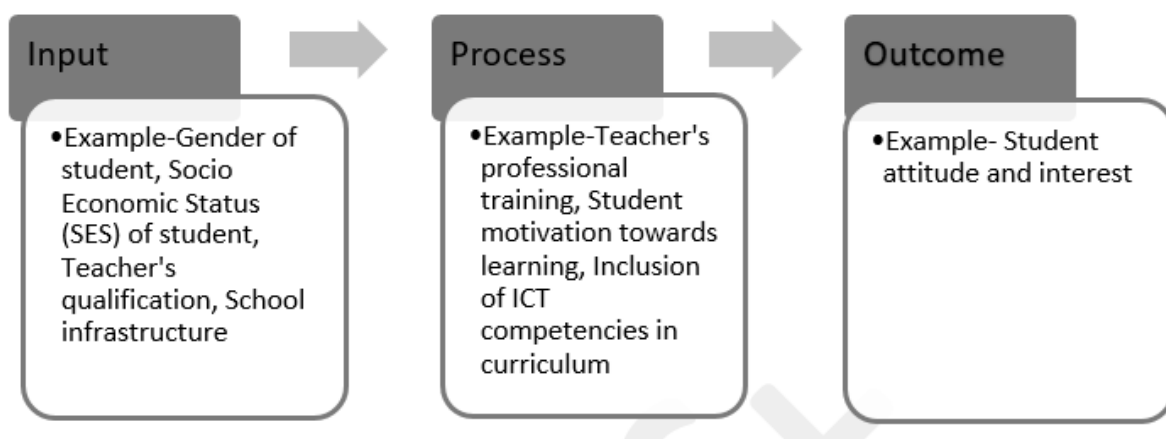 Input
•Example-Gender of
student, Socio
Economic Status
(SES) of student,
Teacher's
qualification, School
infrastructure
Process
•Example-Teacher's
professional
training, Student
motivation towards
learning, Inclusion
of ICT
competencies in
curriculum
Outcome
•Example- Student
attitude and interest